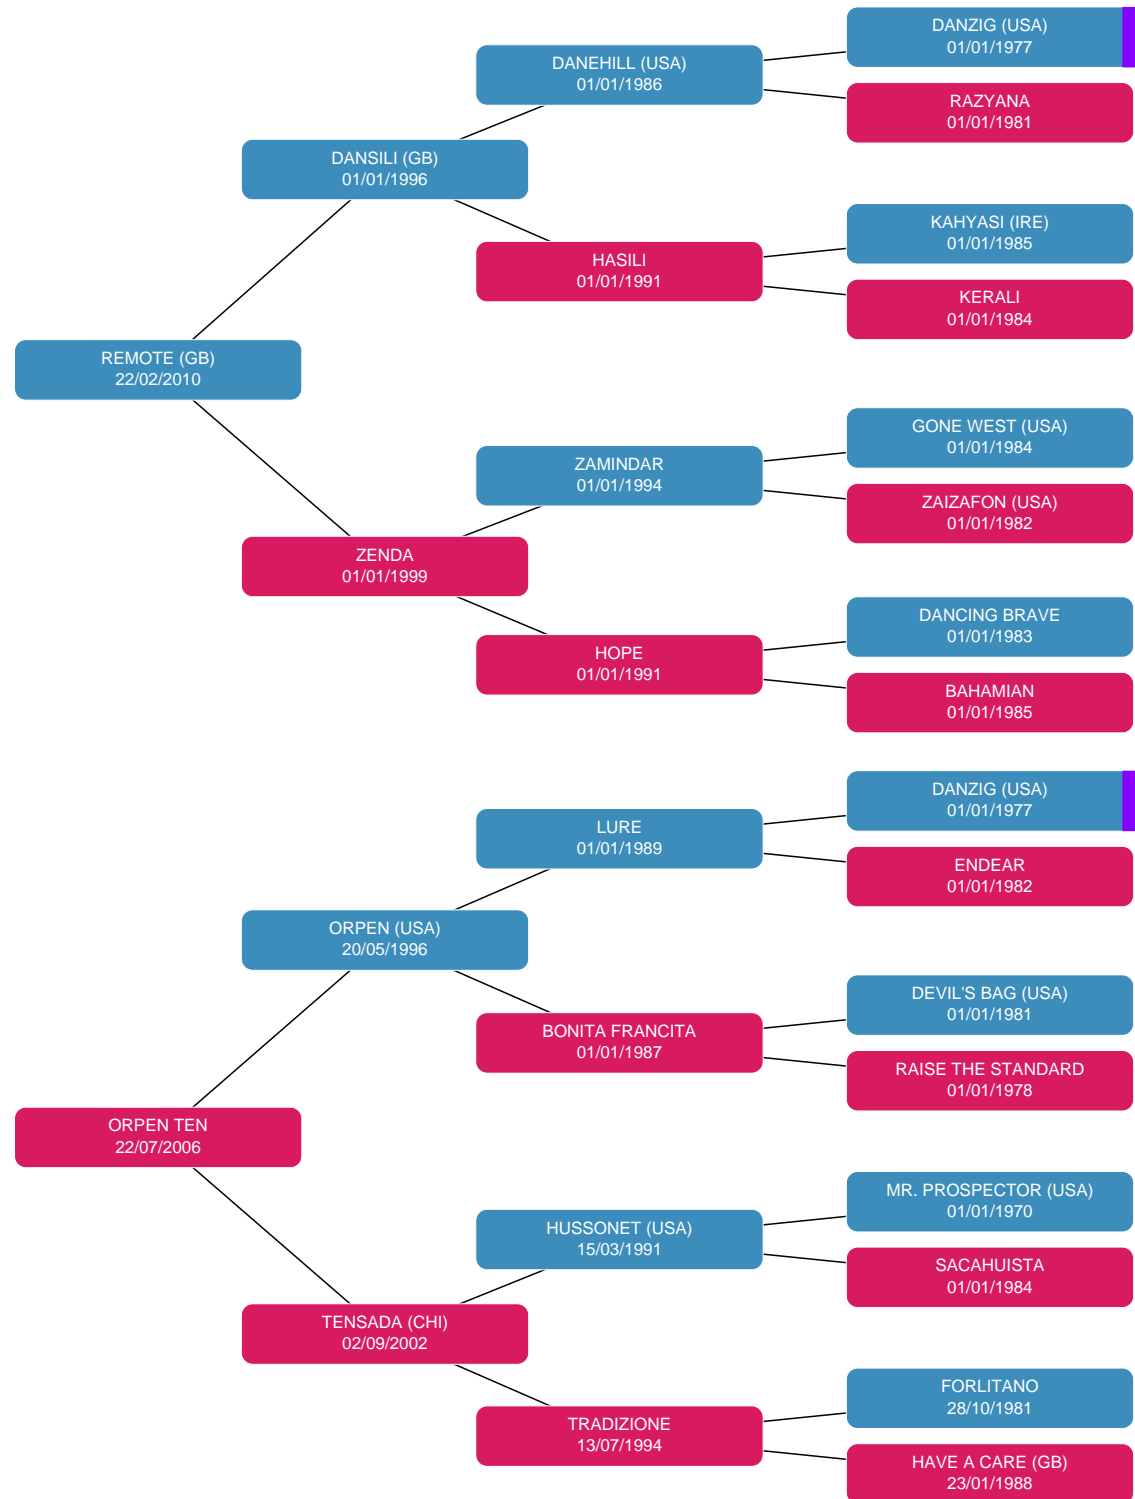 DANZIG (USA)
01/01/1977
DANEHILL (USA)
01/01/1986
RAZYANA
01/01/1981
DANSILI (GB)
01/01/1996
KAHYASI (IRE)
01/01/1985
HASILI
01/01/1991
KERALI
01/01/1984
REMOTE (GB)
22/02/2010
GONE WEST (USA)
01/01/1984
ZAMINDAR
01/01/1994
ZAIZAFON (USA)
01/01/1982
ZENDA
01/01/1999
DANCING BRAVE
01/01/1983
HOPE
01/01/1991
BAHAMIAN
01/01/1985
DANZIG (USA)
01/01/1977
LURE
01/01/1989
ENDEAR
01/01/1982
ORPEN (USA)
20/05/1996
DEVIL'S BAG (USA)
01/01/1981
BONITA FRANCITA
01/01/1987
RAISE THE STANDARD
01/01/1978
ORPEN TEN
22/07/2006
MR. PROSPECTOR (USA)
01/01/1970
HUSSONET (USA)
15/03/1991
SACAHUISTA
01/01/1984
TENSADA (CHI)
02/09/2002
FORLITANO
28/10/1981
TRADIZIONE
13/07/1994
HAVE A CARE (GB)
23/01/1988